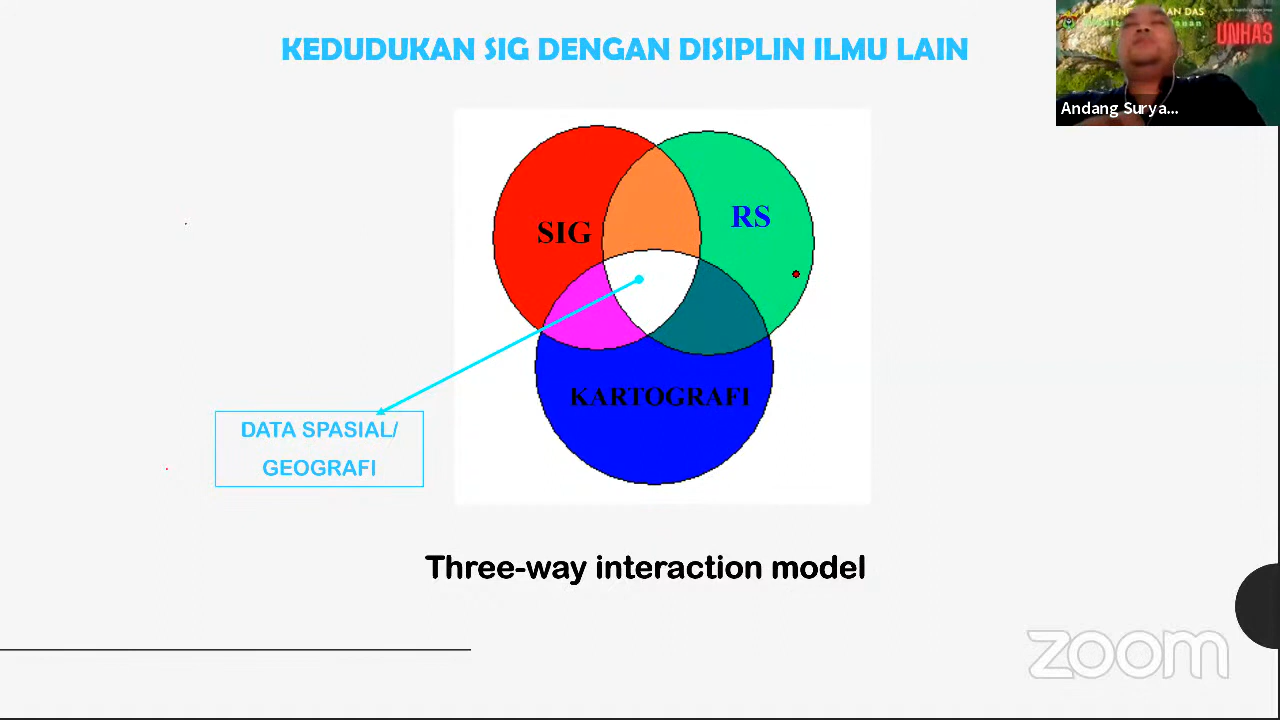 KEDUDUKAN SIG DENGAN DISIPLIN ILMU LAIN
UNHAS
Andang Surya...
SIG
RS
KARTOGRAFI
DATA SPASIAL/
GEOGRAFI
Three-way interaction model
zoom